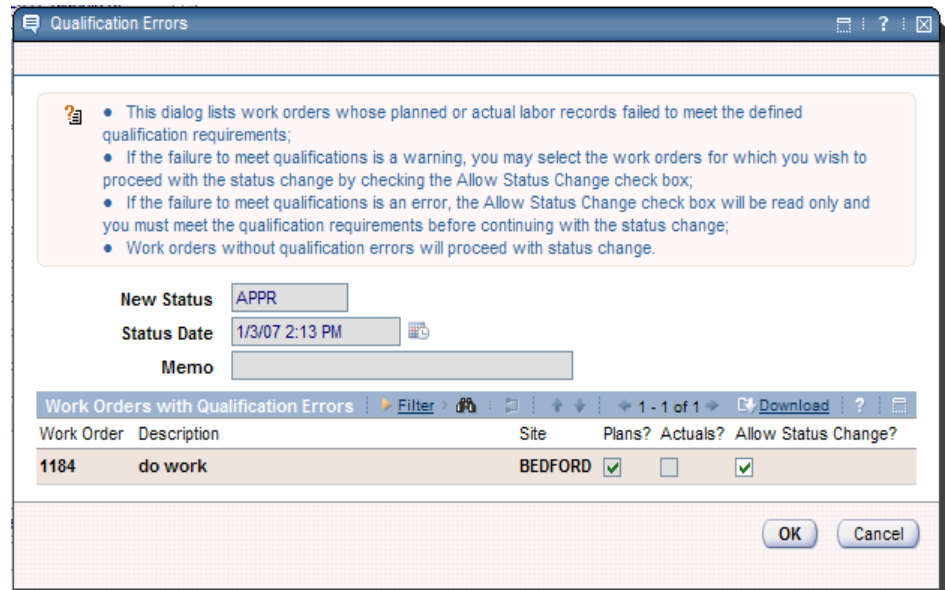 Qualification Errors
?
?
• This dialog lists work orders whose planned or actual labor records failed to meet the defined
qualification requirements;
• If the failure to meet qualifications is a warning, you may select the work orders for which you wish to
proceed with the status change by checking the Allow Status Change check box;
• If the failure to meet qualifications is an error, the Allow Status Change check box will be read only and
you must meet the qualification requirements before continuing with the status change;
• Work orders without qualification errors will proceed with status change.
New Status APPR
Status Date 1/3/07 2:13 PM
Memo
Work Orders with Qualification Errors Filter 1 - 1 of 1 Download ?
Work Order Description Site Plans? Actuals? Allow Status Change?
1184 do work BEDFORD
OK Cancel